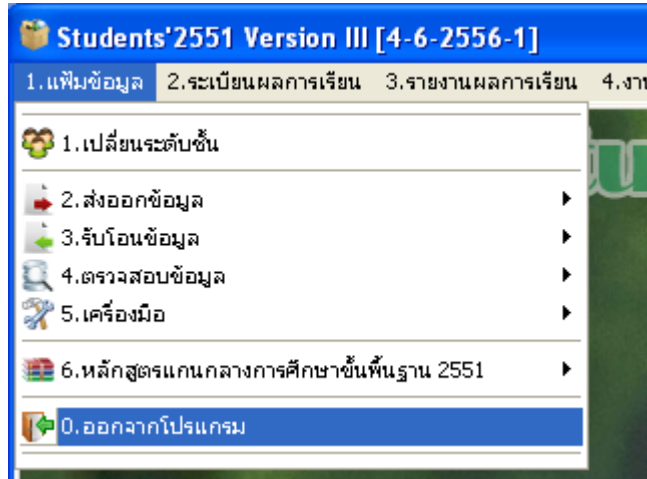 Students'2551 Version III [4-6-2556-1]
1.แฟ้มข้อมูล 2.ระเบียนผลการเรียน 3.รายงานผลการเรียน
1.เปลี่ยนระดับชั้น
2.ส่งออกข้อมูล
3.รับโอนข้อมูล
4.ตรวจสอบข้อมูล
5.เครื่องมือ
6.หลักสูตรแกนกลางการศึกษาขั้นพื้นฐาน 2551
0.ออกจากโปรแกรม